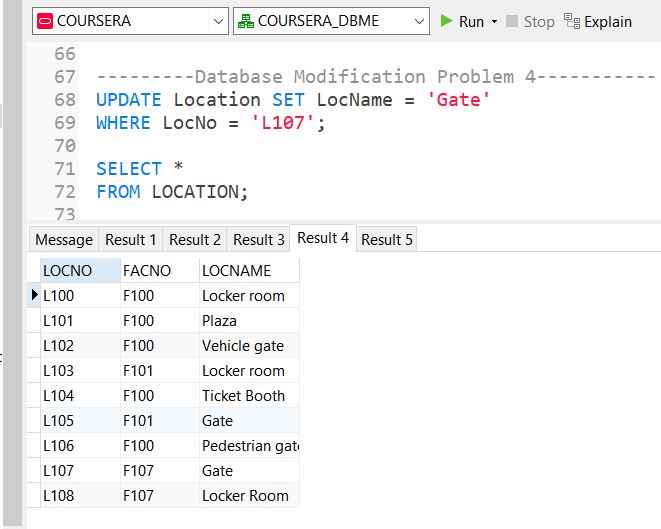 COURSERA COURSERA_DBME Run Stop Explain
66
67 ---------Database Modification Problem 4-----------
68 UPDATE Location SET LocName = 'Gate'
69 WHERE LocNo = 'L107';
70
71 SELECT *
72 FROM LOCATION;
73
Message Result 1 Result 2 Result 3 Result 4 Result 5
LOCNO FACNO LOCNAME
L100 F100 Locker room
L101 F100 Plaza
L102 F100 Vehicle gate
L103 F101 Locker room
L104 F100 Ticket Booth
L105 F101 Gate
L106 F100 Pedestrian gat
L107 F107 Gate
L108 F107 Locker Room